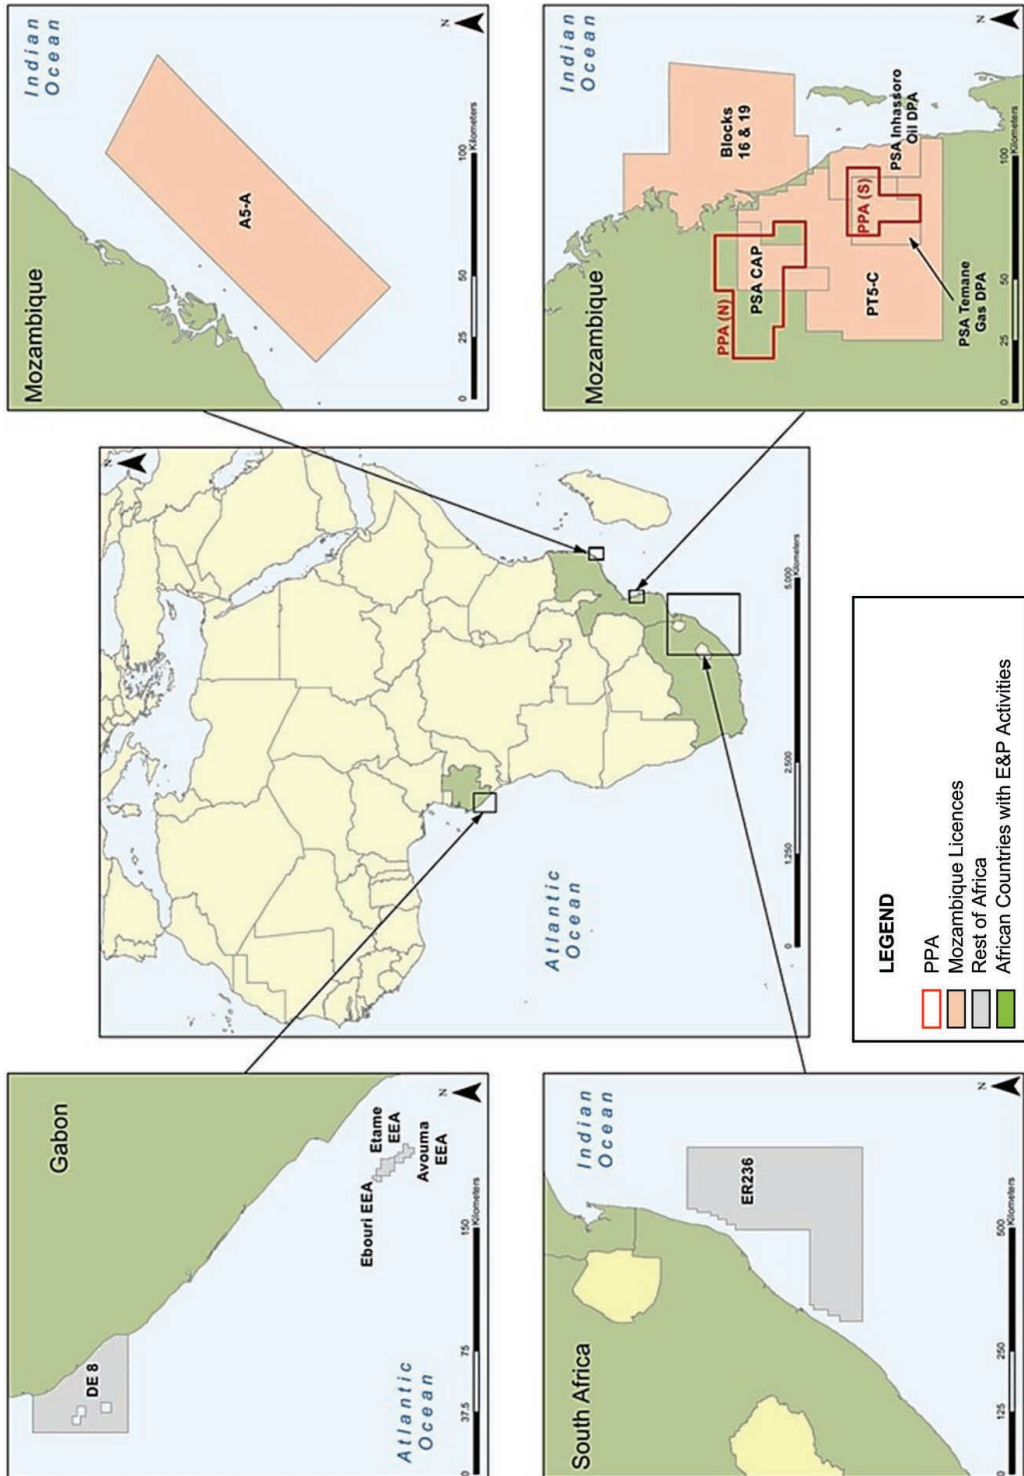 Gabon
DE 8
Ebouri EEA
Etame
EEA
Avouma
EEA
Atlantic
Ocean
N
0
37.5
75
150
Kilometers
South Africa
Indian
Ocean
ER236
N
0
125
250
500
Kilometers
N
Atlantic
Ocean
0
1,250
2,500
5,000
Kilometers
Mozambique
Indian
Ocean
A5-A
N
0
25
50
100
Kilometers
Mozambique
Indian
Ocean
Blocks
16 & 19
PPA (N)
PSA CAP
PT5-C
PPA (S)
PSA Inhassoro
Oil DPA
PSA Temane
Gas DPA
N
0
25
50
100
Kilometers
LEGEND
PPA
Mozambique Licences
Rest of Africa
African Countries with E&P Activities